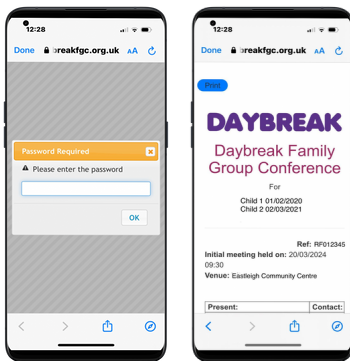 12:28
Done breakfgc.org.uk AA
Password Required
Please enter the password
OK
12:28
Done breakfgc.org.uk AA
Print
DAYBREAK
Daybreak Family
Group Conference
For
Child 1 01/02/2020
Child 2 02/03/2021
Ref: RF012345
Initial meeting held on: 20/03/2024
09:30
Venue: Eastleigh Community Centre
Present: Contact: